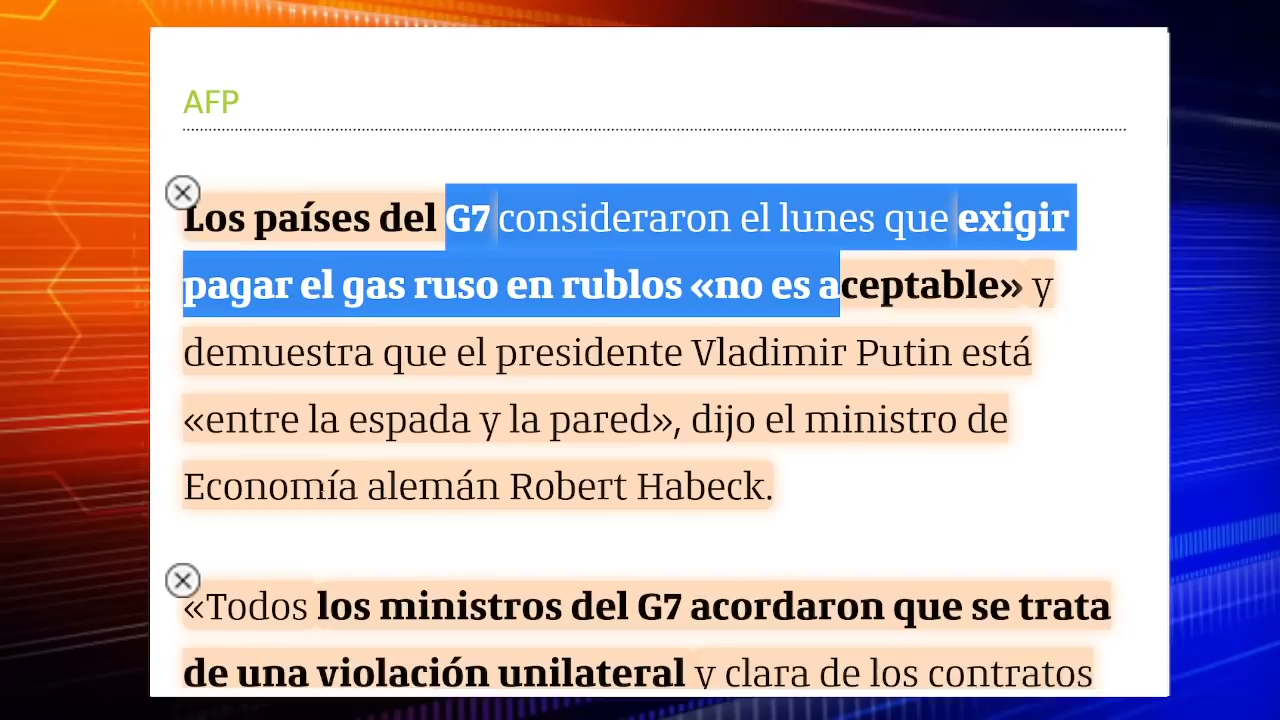 AFP
Los países del G7 consideraron el lunes que exigir
pagar el gas ruso en rublos «no es aceptable» y
demuestra que el presidente Vladimir Putin está
«entre la espada y la pared», dijo el ministro de
Economía alemán Robert Habeck.
«Todos los ministros del G7 acordaron que se trata
de una violación unilateral y clara de los contratos